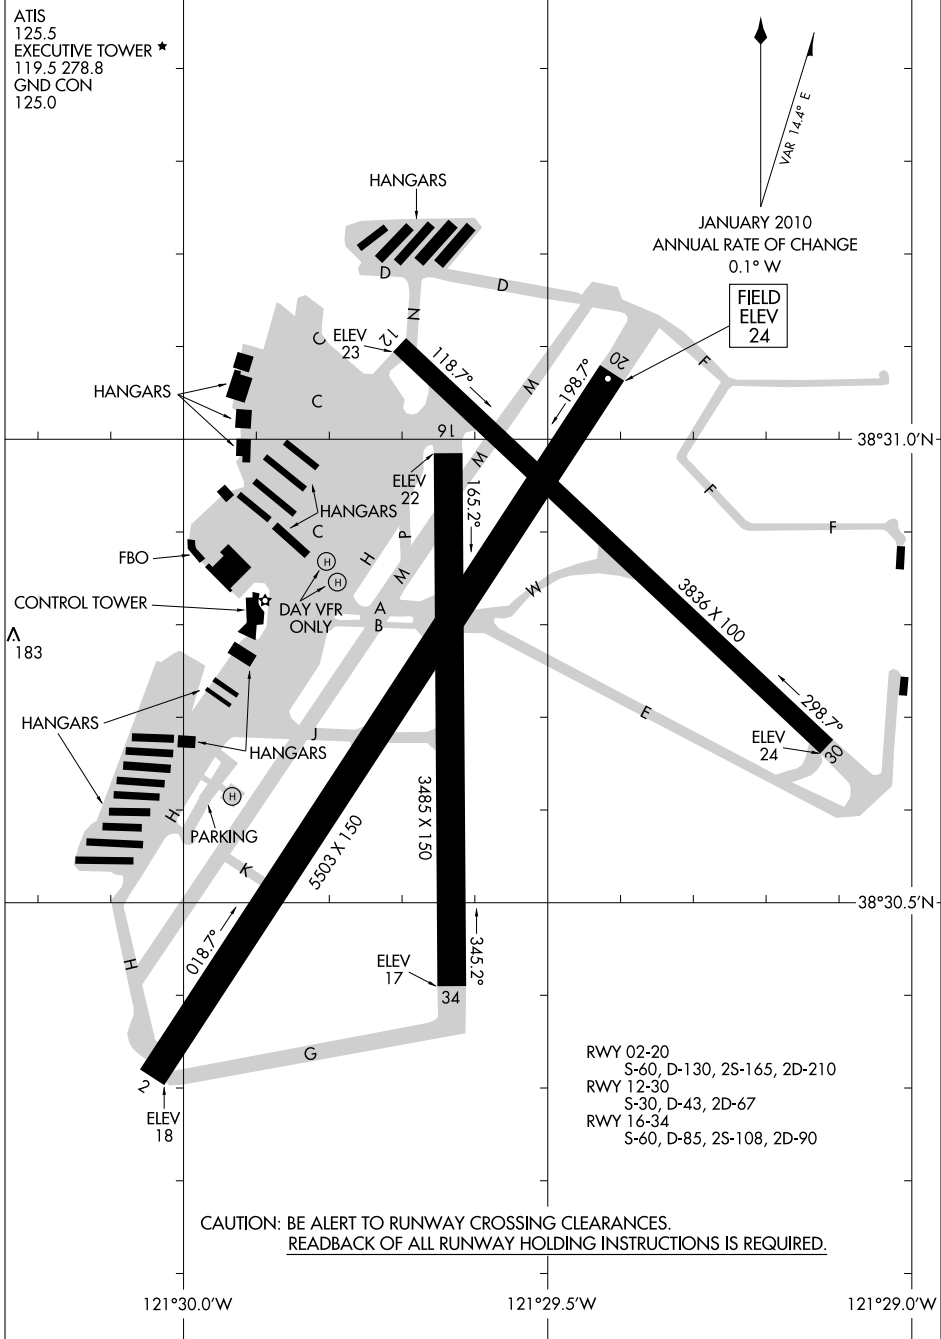 ATIS
125.5
EXECUTIVE TOWER
119.5 278.8
GND CON
125.0
VAR 14.4° E
JANUARY 2010
ANNUAL RATE OF CHANGE
0.1° W
FIELD
ELEV
24
HANGARS
D
D
N
C
ELEV
23
12
118.7°
M
198.7°
20
F
HANGARS
C
16
38°31.0'N
ELEV
22
165.2°
W
F
HANGARS
C
P
F
FBO
H
H
M
H
W
3836 X 100
CONTROL TOWER
DAY VFR
ONLY
A
B
183
HANGARS
HANGARS
J
E
298.7°
ELEV
24
30
H
H
PARKING
3485 X 150
5503 X 150
K
38°30.5'N
018.7°
H
ELEV
17
345.2°
34
G
2
ELEV
18
RWY 02-20
S-60, D-130, 2S-165, 2D-210
RWY 12-30
S-30, D-43, 2D-67
RWY 16-34
S-60, D-85, 2S-108, 2D-90
CAUTION: BE ALERT TO RUNWAY CROSSING CLEARANCES.
READBACK OF ALL RUNWAY HOLDING INSTRUCTIONS IS REQUIRED.
121°30.0'W
121°29.5'W
121°29.0'W